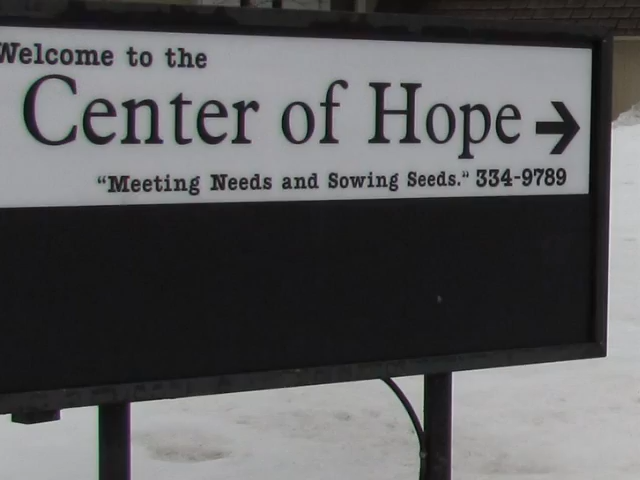 Welcome to the
Center of Hope →
“Meeting Needs and Sowing Seeds.“ 334-9789